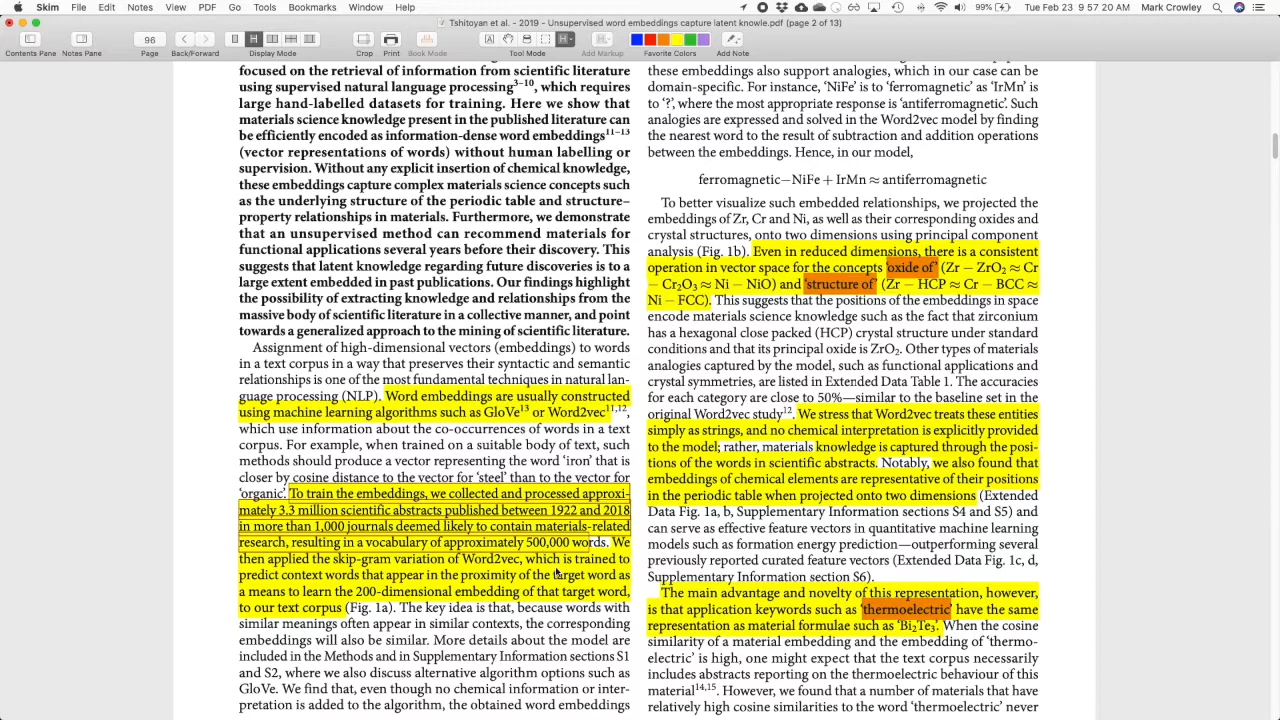 Skim File Edit Notes View PDF Go Tools Bookmarks Window Help 99% Tue Feb 23 9 57 20 AM Mark Crowley
Tshitoyan et al. - 2019 - Unsupervised word embeddings capture latent knowle.pdf (page 2 of 13)
96
Contents Pane Notes Pane Page Back/Forward Display Mode Crop Print Book Mode Tool Mode Add Markup Favorite Colors Add Note
focused on the retrieval of information from scientific literature
using supervised natural language processing3–10, which requires
large hand-labelled datasets for training. Here we show that
materials science knowledge present in the published literature can
be efficiently encoded as information-dense word embeddings11–13
(vector representations of words) without human labelling or
supervision. Without any explicit insertion of chemical knowledge,
these embeddings capture complex materials science concepts such
as the underlying structure of the periodic table and structure–
property relationships in materials. Furthermore, we demonstrate
that an unsupervised method can recommend materials for
functional applications several years before their discovery. This
suggests that latent knowledge regarding future discoveries is to a
large extent embedded in past publications. Our findings highlight
the possibility of extracting knowledge and relationships from the
massive body of scientific literature in a collective manner, and point
towards a generalized approach to the mining of scientific literature.
Assignment of high-dimensional vectors (embeddings) to words
in a text corpus in a way that preserves their syntactic and semantic
relationships is one of the most fundamental techniques in natural lan-
guage processing (NLP). Word embeddings are usually constructed
using machine learning algorithms such as GloVe13 or Word2vec11,12,
which use information about the co-occurrences of words in a text
corpus. For example, when trained on a suitable body of text, such
methods should produce a vector representing the word ‘iron’ that is
closer by cosine distance to the vector for ‘steel’ than to the vector for
‘organic’. To train the embeddings, we collected and processed approxi-
mately 3.3 million scientific abstracts published between 1922 and 2018
in more than 1,000 journals deemed likely to contain materials-related
research, resulting in a vocabulary of approximately 500,000 words. We
then applied the skip-gram variation of Word2vec, which is trained to
predict context words that appear in the proximity of the target word as
a means to learn the 200-dimensional embedding of that target word,
to our text corpus (Fig. 1a). The key idea is that, because words with
similar meanings often appear in similar contexts, the corresponding
embeddings will also be similar. More details about the model are
included in the Methods and in Supplementary Information sections S1
and S2, where we also discuss alternative algorithm options such as
GloVe. We find that, even though no chemical information or inter-
pretation is added to the algorithm, the obtained word embeddings
these embeddings also support analogies, which in our case can be
domain-specific. For instance, ‘NiFe’ is to ‘ferromagnetic’ as ‘IrMn’ is
to ‘?’, where the most appropriate response is ‘antiferromagnetic’. Such
analogies are expressed and solved in the Word2vec model by finding
the nearest word to the result of subtraction and addition operations
between the embeddings. Hence, in our model,
ferromagnetic−NiFe + IrMn ≈ antiferromagnetic
To better visualize such embedded relationships, we projected the
embeddings of Zr, Cr and Ni, as well as their corresponding oxides and
crystal structures, onto two dimensions using principal component
analysis (Fig. 1b). Even in reduced dimensions, there is a consistent
operation in vector space for the concepts ‘oxide of’ (Zr − ZrO2 ≈ Cr
− Cr2O3 ≈ Ni − NiO) and ‘structure of’ (Zr − HCP ≈ Cr − BCC ≈
Ni − FCC). This suggests that the positions of the embeddings in space
encode materials science knowledge such as the fact that zirconium
has a hexagonal close packed (HCP) crystal structure under standard
conditions and that its principal oxide is ZrO2. Other types of materials
analogies captured by the model, such as functional applications and
crystal symmetries, are listed in Extended Data Table 1. The accuracies
for each category are close to 50%—similar to the baseline set in the
original Word2vec study12. We stress that Word2vec treats these entities
simply as strings, and no chemical interpretation is explicitly provided
to the model; rather, materials knowledge is captured through the posi-
tions of the words in scientific abstracts. Notably, we also found that
embeddings of chemical elements are representative of their positions
in the periodic table when projected onto two dimensions (Extended
Data Fig. 1a, b, Supplementary Information sections S4 and S5) and
can serve as effective feature vectors in quantitative machine learning
models such as formation energy prediction—outperforming several
previously reported curated feature vectors (Extended Data Fig. 1c, d,
Supplementary Information section S6).
The main advantage and novelty of this representation, however,
is that application keywords such as ‘thermoelectric’ have the same
representation as material formulae such as ‘Bi2Te3’. When the cosine
similarity of a material embedding and the embedding of ‘thermo-
electric’ is high, one might expect that the text corpus necessarily
includes abstracts reporting on the thermoelectric behaviour of this
material14,15. However, we found that a number of materials that have
relatively high cosine similarities to the word ‘thermoelectric’ never